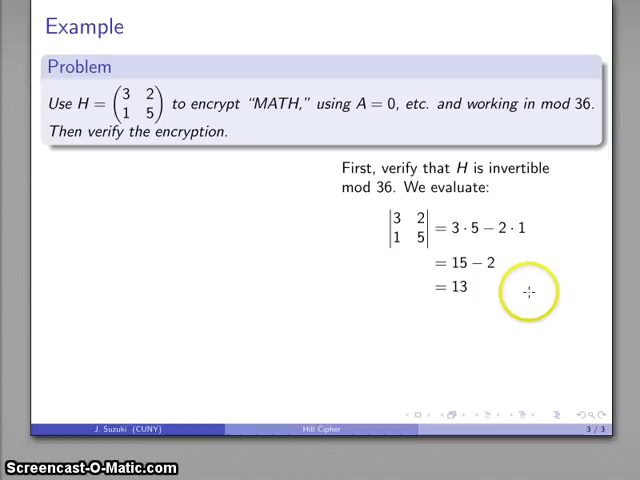 Example
Problem
Use H = (3 2 1 5) to encrypt “MATH,” using A = 0, etc. and working in mod 36.
Then verify the encryption.
First, verify that H is invertible
mod 36. We evaluate:
|3 2 1 5| = 3 · 5 − 2 · 1
= 15 − 2
= 13
J. Suzuki (CUNY) Hill Cipher 3 / 3
Screencast-O-Matic.com